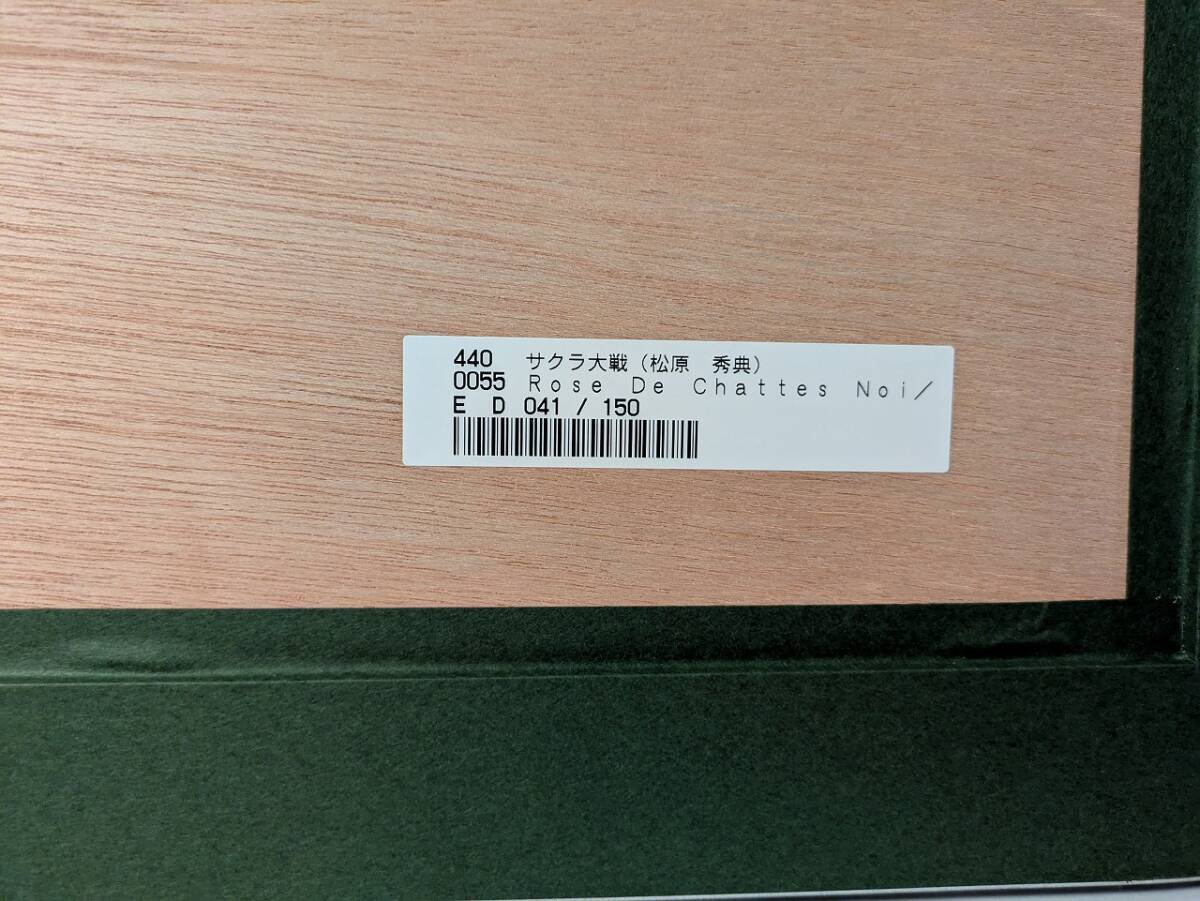 440 サクラ大戦（松原　秀典）
0055 Rose De Chattes Noi／
E D 041 / 150